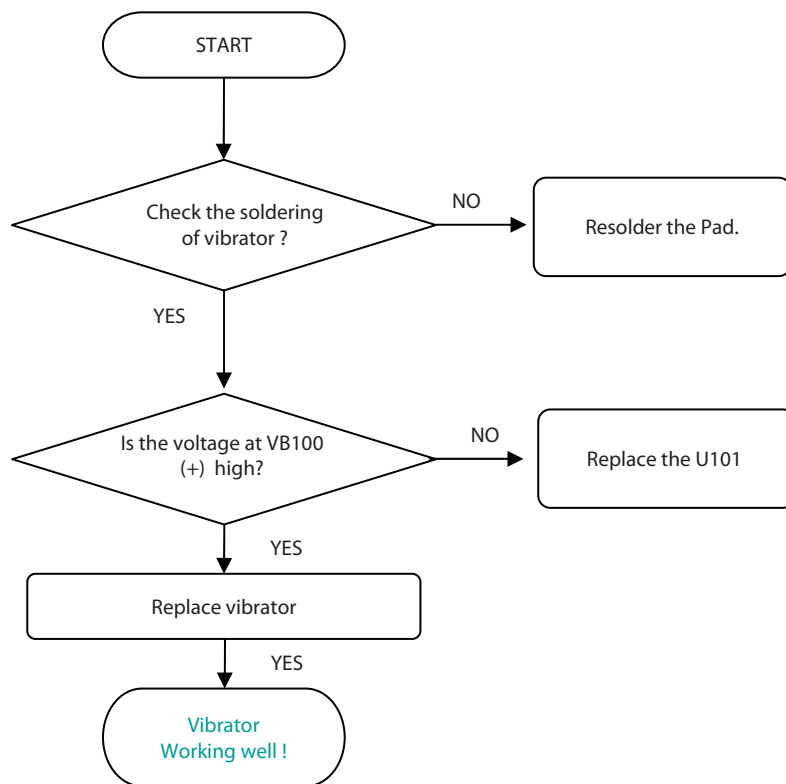 START
Check the soldering
of vibrator ?
NO
Resolder the Pad.
YES
Is the voltage at VB100
(+) high?
NO
Replace the U101
YES
Replace vibrator
YES
Vibrator
Working well !